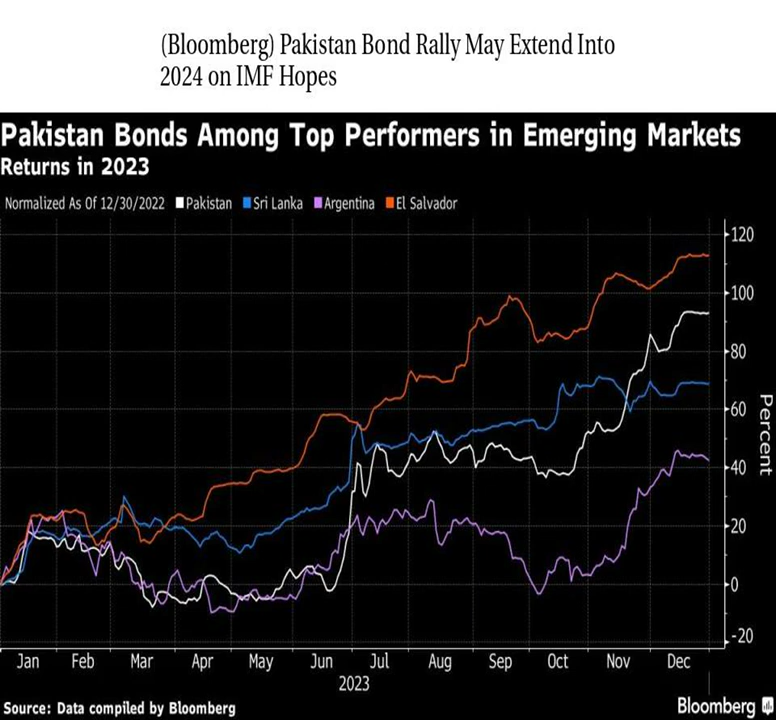 (Bloomberg) Pakistan Bond Rally May Extend Into
2024 on IMF Hopes
Pakistan Bonds Among Top Performers in Emerging Markets
Returns in 2023
Normalized As Of 12/30/2022 Pakistan Sri Lanka Argentina El Salvador
120
100
80
60
40
20
0
-20
Percent
Jan Feb Mar Apr May Jun Jul Aug Sep Oct Nov Dec
2023
Source: Data compiled by Bloomberg
Bloomberg